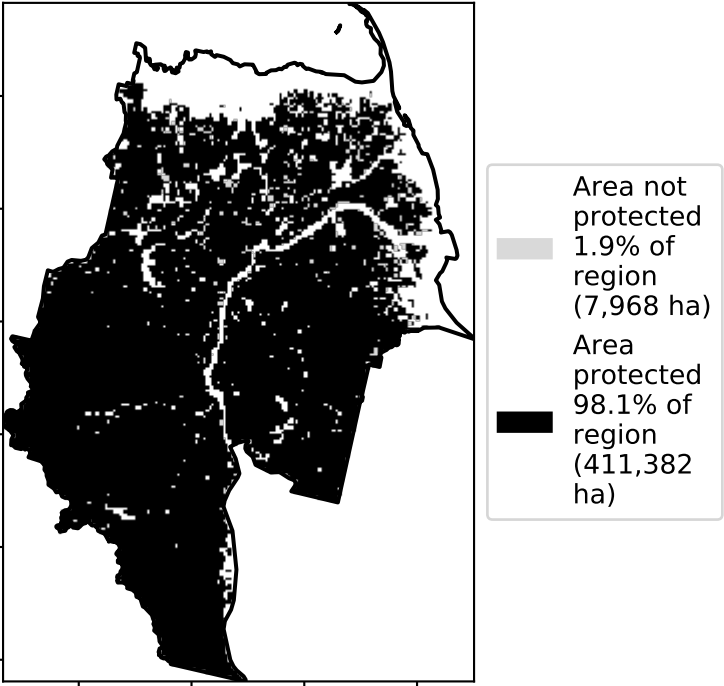 Area not
protected
1.9% of
region
(7,968 ha)
Area
protected
98.1% of
region
(411,382
ha)